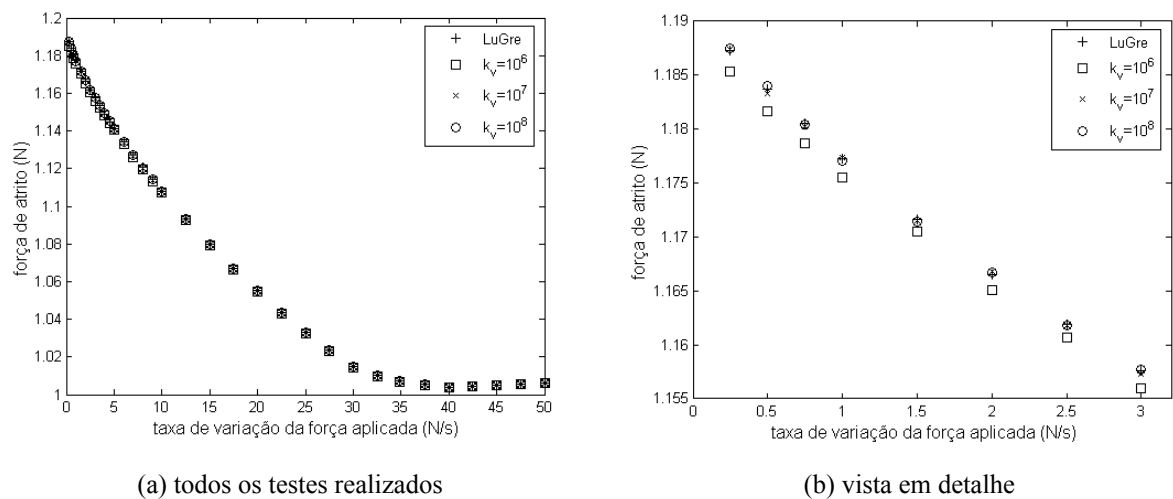 1.2
1.18
1.16
1.14
1.12
1.1
1.08
1.06
1.04
1.02
1
força de atrito (N)
0 5 10 15 20 25 30 35 40 45 50
taxa de variação da força aplicada (N/s)
LuGre
k_v=10^6
k_v=10^7
k_v=10^8
(a) todos os testes realizados
1.19
1.185
1.18
1.175
1.17
1.165
1.16
1.155
força de atrito (N)
0 0.5 1 1.5 2 2.5 3
taxa de variação da força aplicada (N/s)
LuGre
k_v=10^6
k_v=10^7
k_v=10^8
(b) vista em detalhe